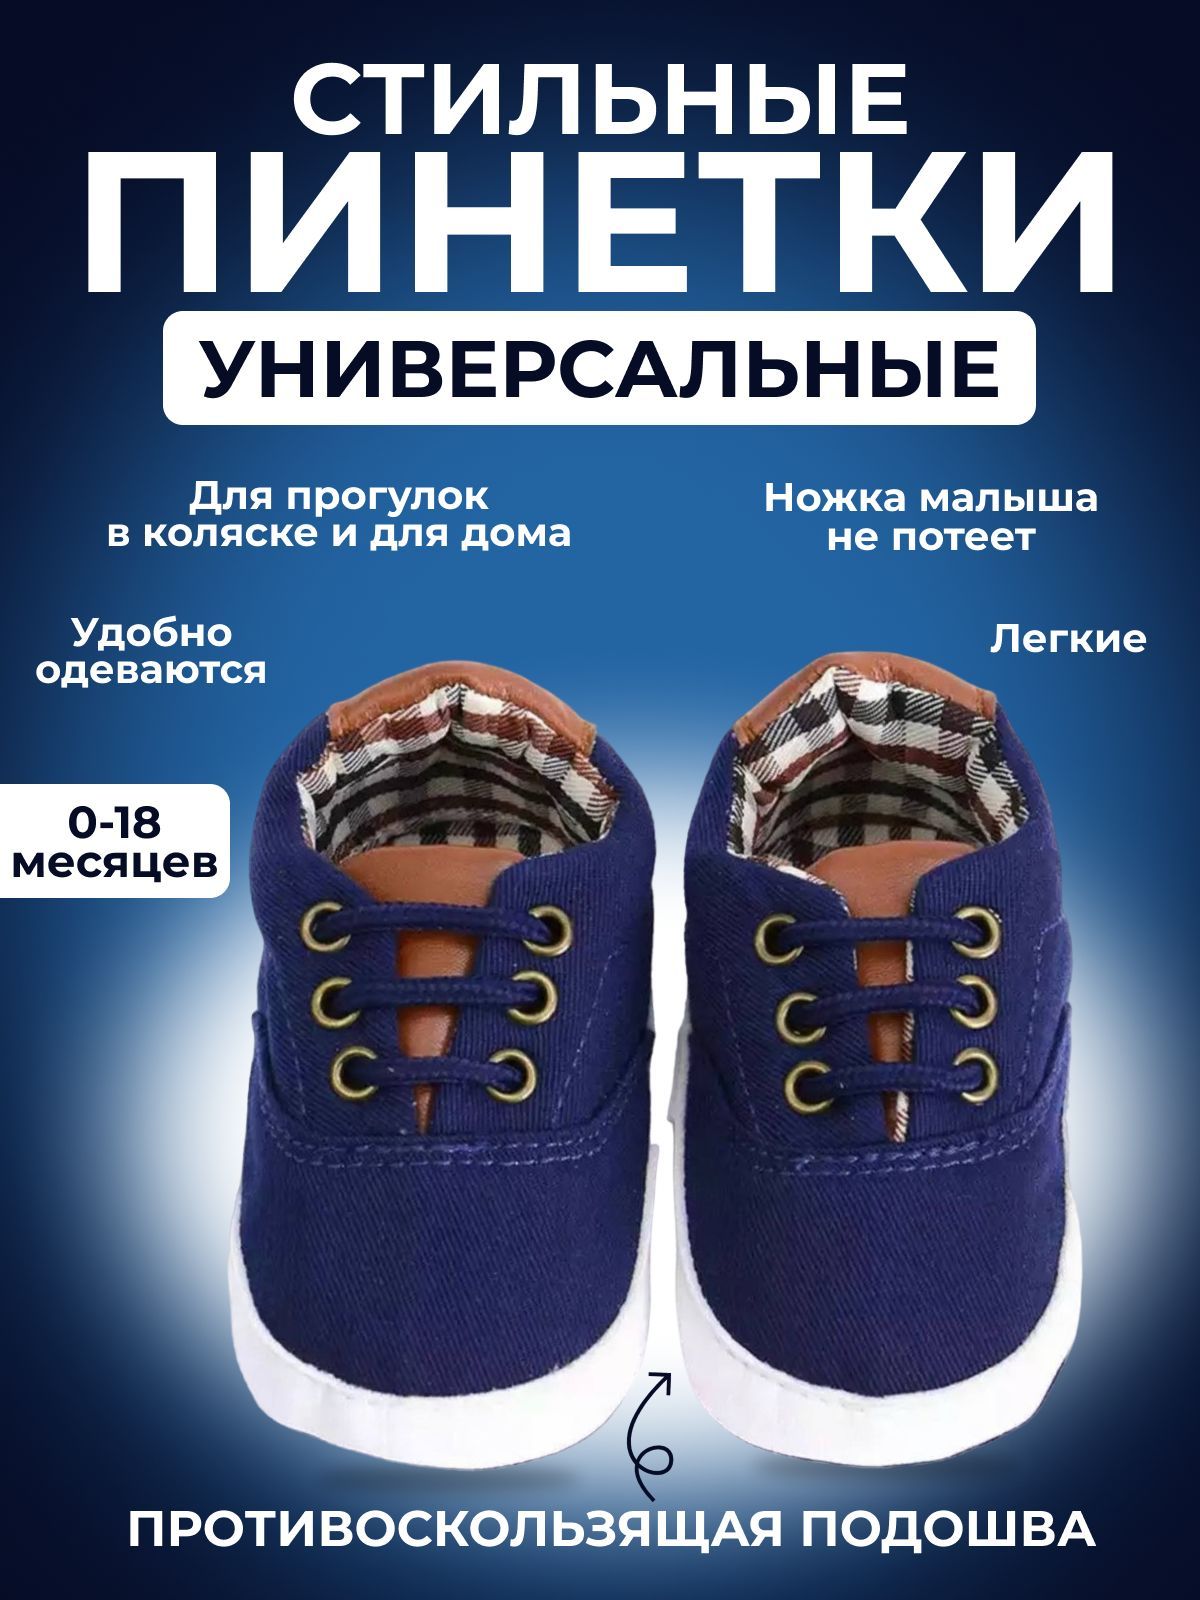 СТИЛЬНЫЕ
ПИНЕТКИ
УНИВЕРСАЛЬНЫЕ
Для прогулок
в коляске и для дома
Ножка малыша
не потеет
Удобно
одеваются
Легкие
0-18
месяцев
ПРОТИВОСКОЛЬЗЯЩАЯ ПОДОШВА